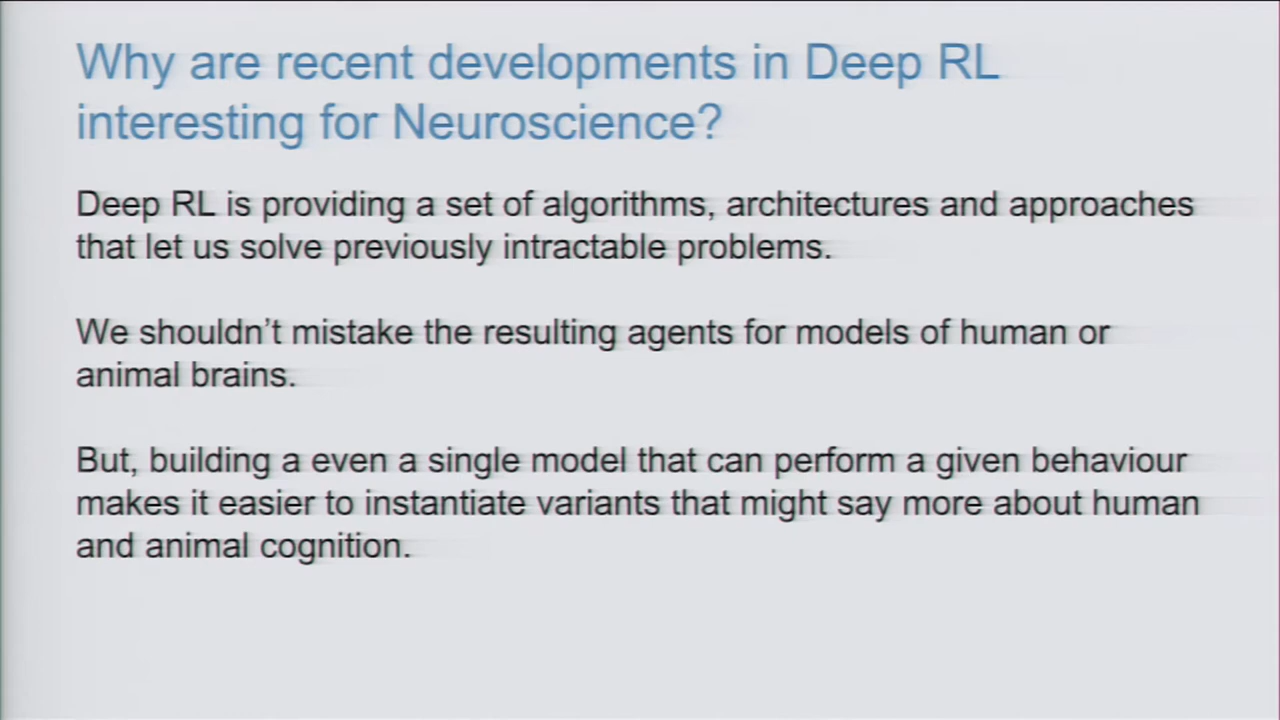 Why are recent developments in Deep RL
interesting for Neuroscience?
Deep RL is providing a set of algorithms, architectures and approaches
that let us solve previously intractable problems.
We shouldn’t mistake the resulting agents for models of human or
animal brains.
But, building a even a single model that can perform a given behaviour
makes it easier to instantiate variants that might say more about human
and animal cognition.